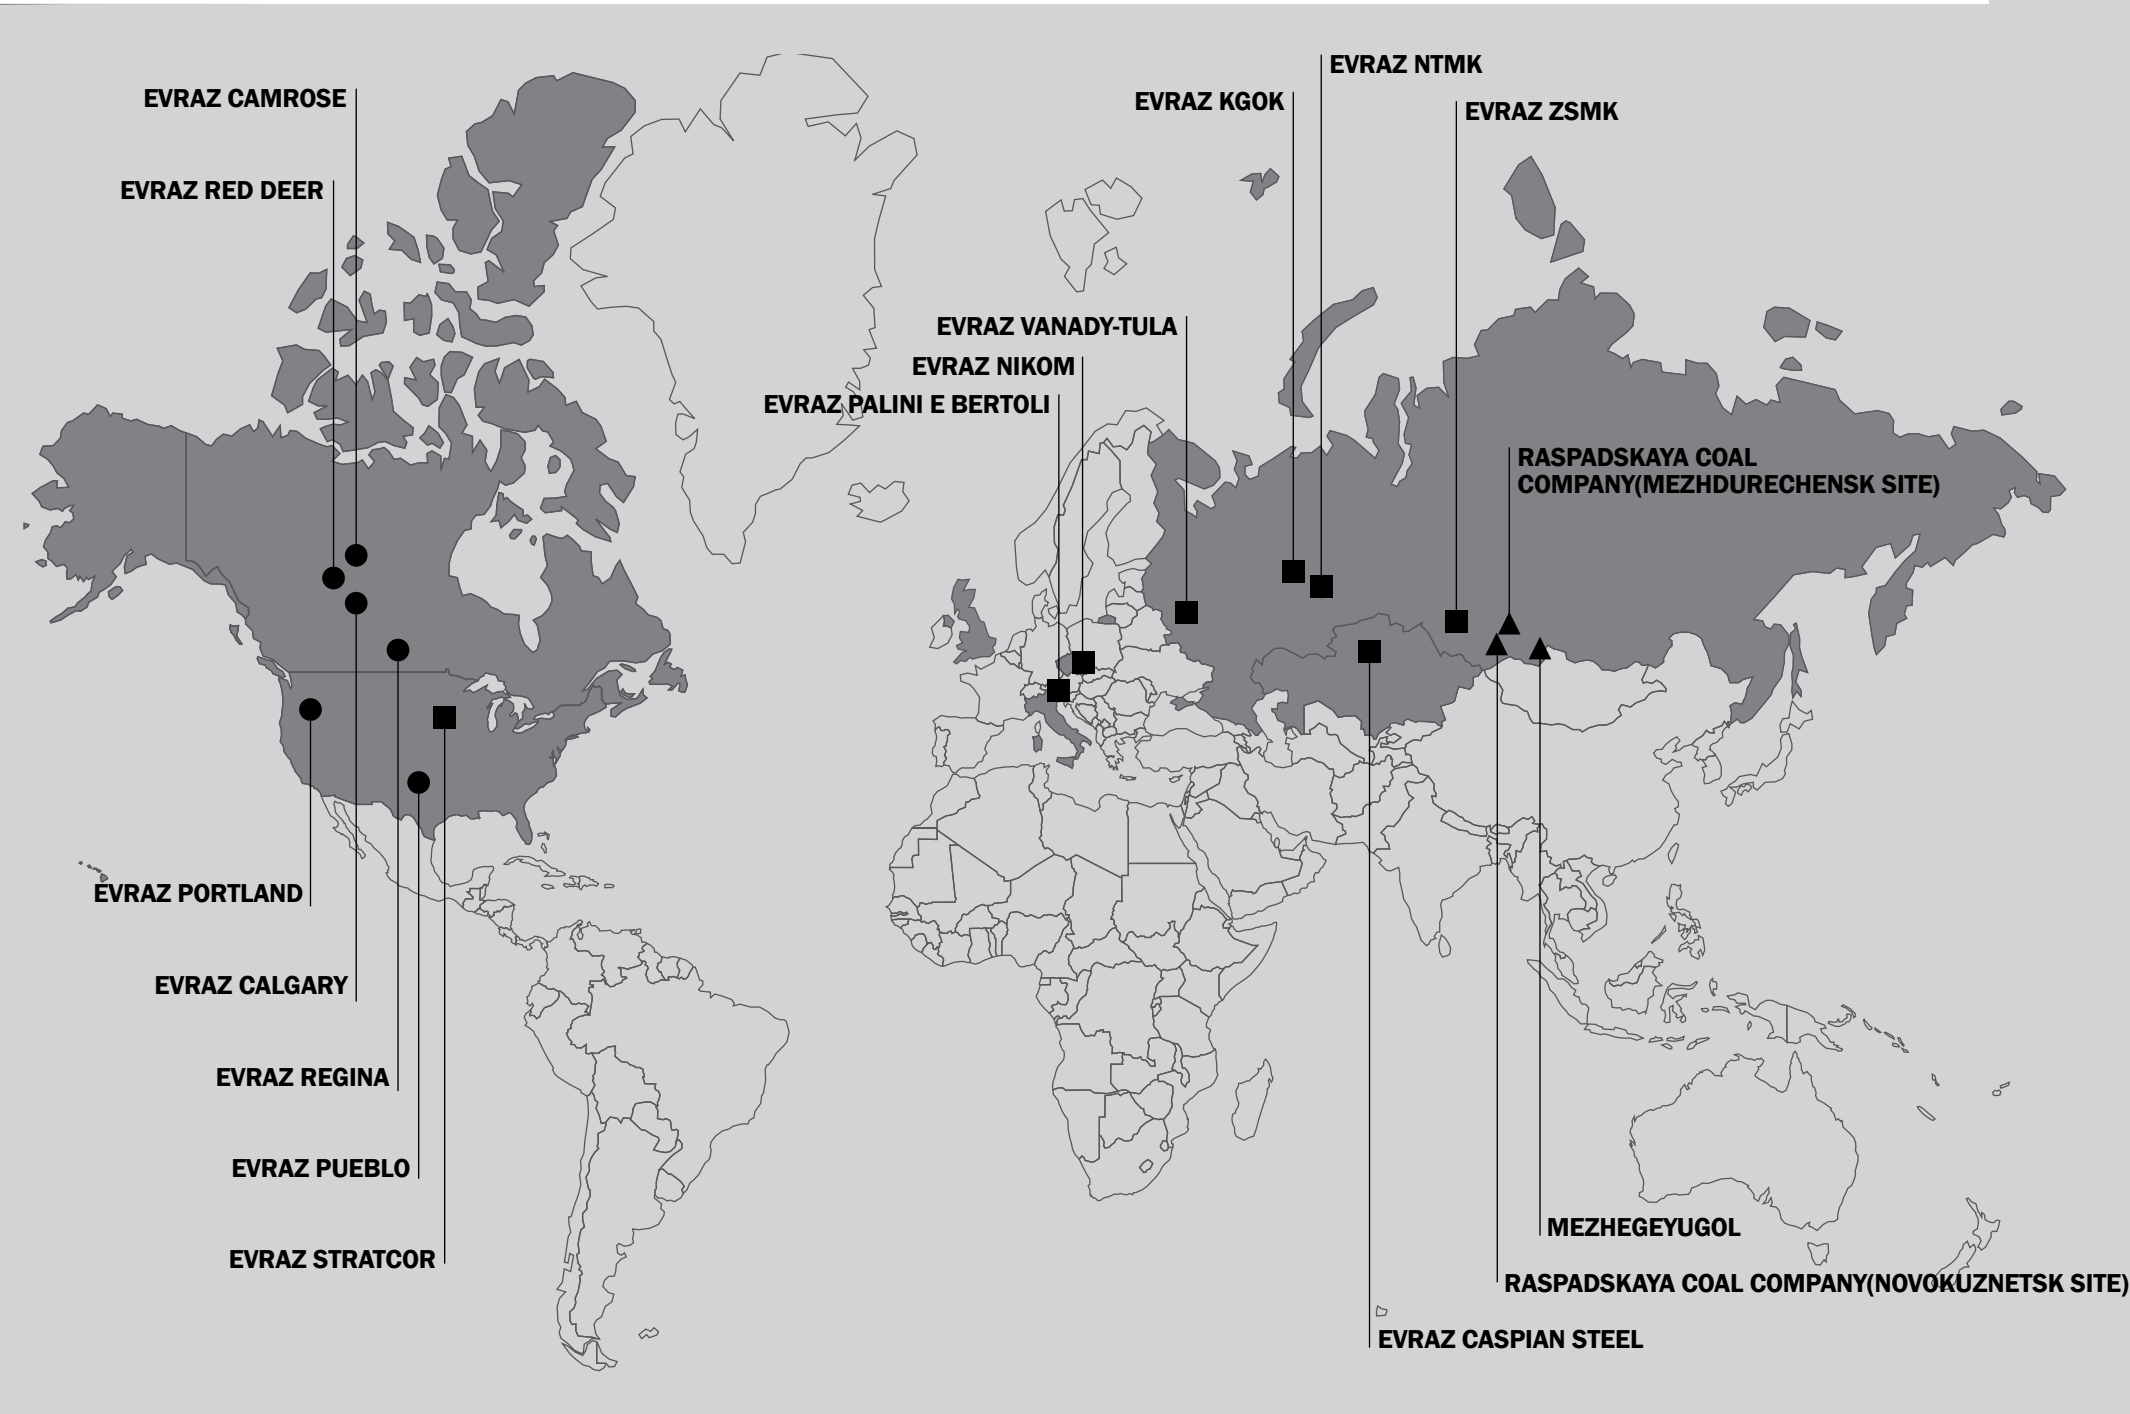 EVRAZ NTMK
EVRAZ CAMROSE
EVRAZ KGOK
EVRAZ ZSMK
EVRAZ RED DEER
EVRAZ VANADY-TULA
EVRAZ NIKOM
EVRAZ PALINI E BERTOLI
RASPADSKAYA COAL
COMPANY(MEZHDURECHENSK SITE)
EVRAZ PORTLAND
EVRAZ CALGARY
EVRAZ REGINA
EVRAZ PUEBLO
MEZHEGEYUGOL
EVRAZ STRATCOR
RASPADSKAYA COAL COMPANY(NOVOKUZNETSK SITE)
EVRAZ CASPIAN STEEL